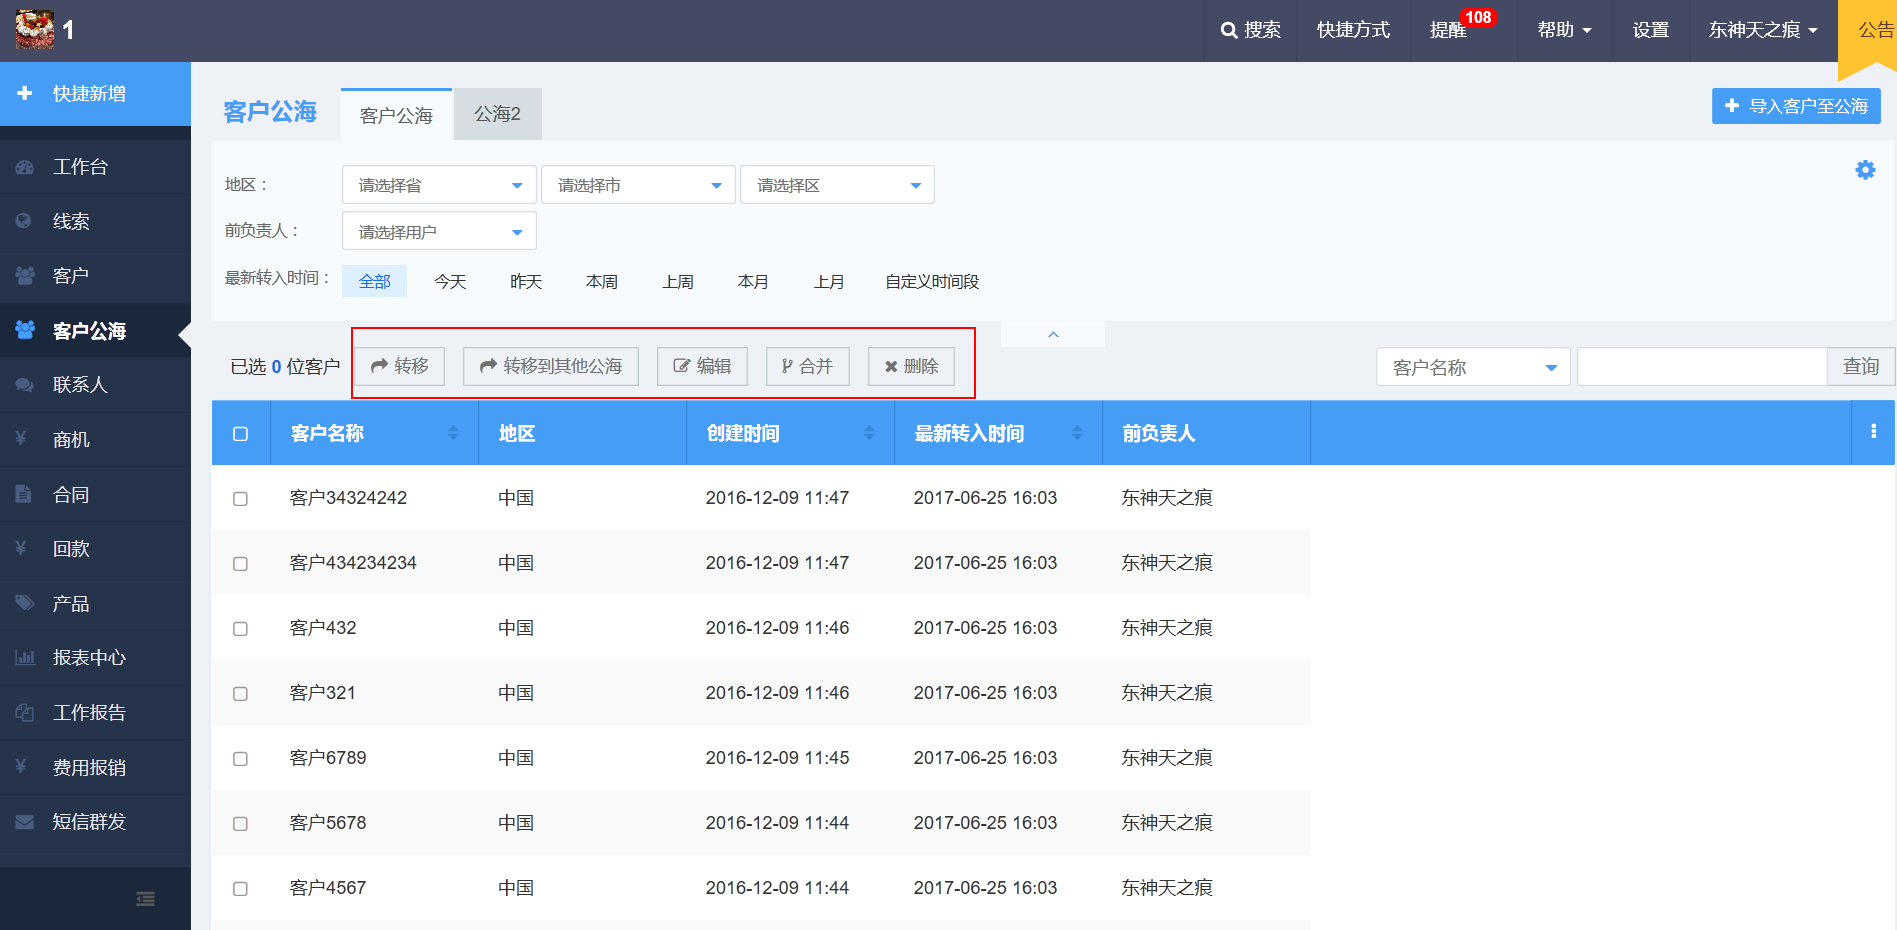 1
搜索 快捷方式 提醒 108 帮助 设置 东神天之痕 公告
快捷新增
工作台
线索
客户
客户公海
联系人
商机
合同
回款
产品
报表中心
工作报告
费用报销
短信群发
客户公海 客户公海 公海2 导入客户至公海
地区： 请选择省 请选择市 请选择区
前负责人： 请选择用户
最新转入时间： 全部 今天 昨天 本周 上周 本月 上月 自定义时间段
已选 0 位客户 转移 转移到其他公海 编辑 合并 删除 客户名称 查询
客户名称 地区 创建时间 最新转入时间 前负责人
客户34324242 中国 2016-12-09 11:47 2017-06-25 16:03 东神天之痕
客户434234234 中国 2016-12-09 11:47 2017-06-25 16:03 东神天之痕
客户432 中国 2016-12-09 11:46 2017-06-25 16:03 东神天之痕
客户321 中国 2016-12-09 11:46 2017-06-25 16:03 东神天之痕
客户6789 中国 2016-12-09 11:45 2017-06-25 16:03 东神天之痕
客户5678 中国 2016-12-09 11:44 2017-06-25 16:03 东神天之痕
客户4567 中国 2016-12-09 11:44 2017-06-25 16:03 东神天之痕